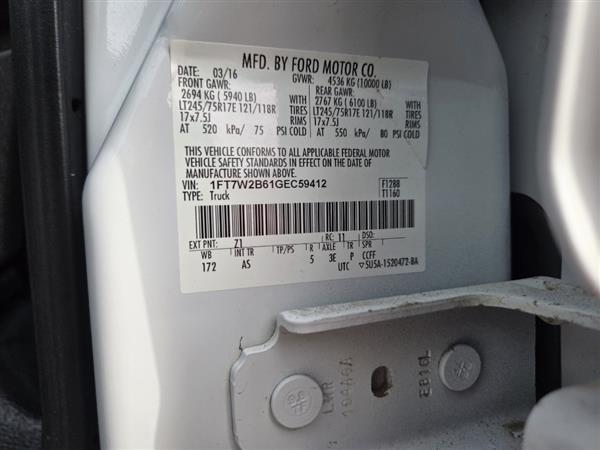 MFD. BY FORD MOTOR CO.
DATE: 03/16 GVWR: 4536 KG (10000 LB)
FRONT GAWR: REAR GAWR:
2694 KG ( 5940 LB) WITH 2767 KG ( 6100 LB) WITH
LT245/75R17E 121/118R TIRES LT245/75R17E 121/118R TIRES
17x7.5J RIMS 17x7.5J RIMS
AT 520 kPa/ 75 PSI COLD AT 550 kPa/ 80 PSI COLD
THIS VEHICLE CONFORMS TO ALL APPLICABLE FEDERAL MOTOR
VEHICLE SAFETY STANDARDS IN EFFECT ON THE DATE OF
MANUFACTURE SHOWN ABOVE.
VIN: 1FT7W2B61GEC59412 F1288
TYPE: Truck T1160
EXT PNT: Z1 RC: 11 DSO:
WB INT TR TP/PS R AXLE TR SPR
172 AS 5 3E P CCFF
UTC ▽5U5A-1520472-BA